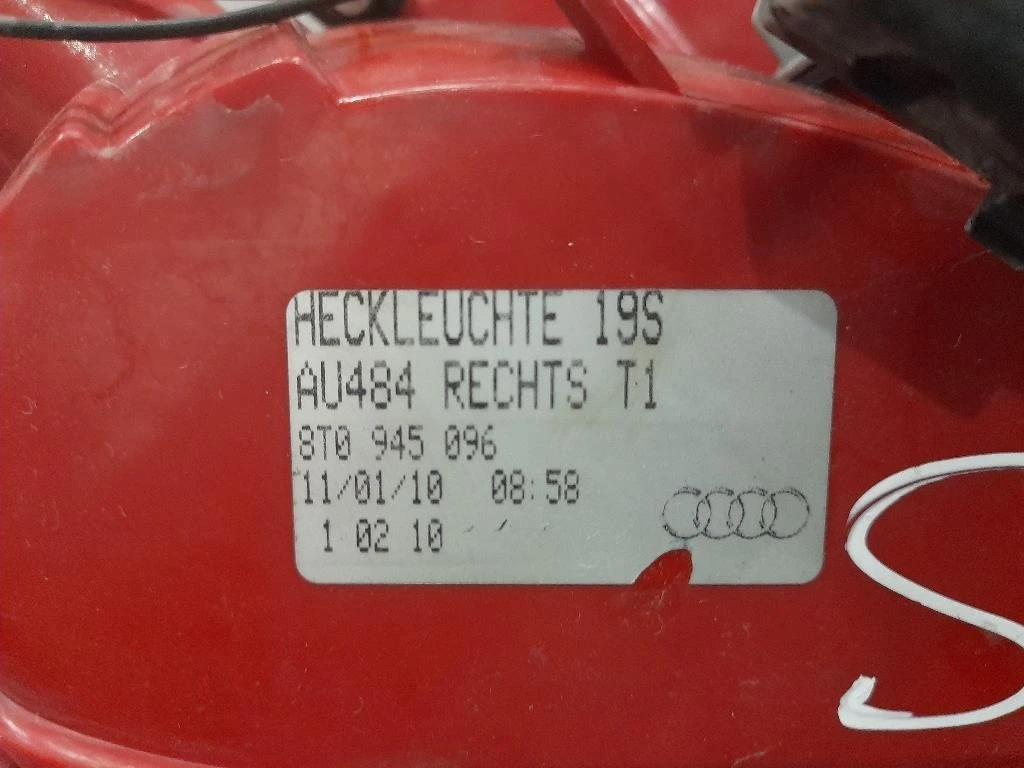 HECKLEUCHTE 19S
AU484 RECHTS T1
8T0 945 096
11/01/10 08:58
1 02 10
S